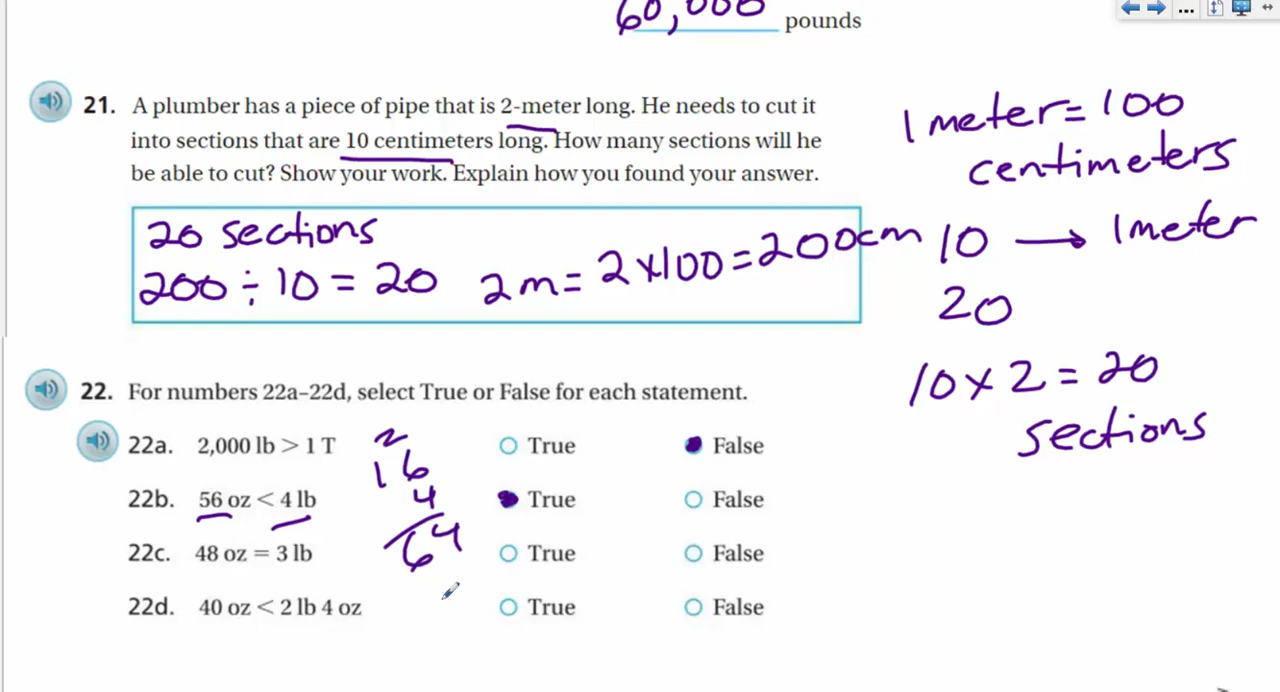 60,000 pounds
21. A plumber has a piece of pipe that is 2-meter long. He needs to cut it
into sections that are 10 centimeters long. How many sections will he
be able to cut? Show your work. Explain how you found your answer.
20 sections
200 ÷ 10 = 20 2m = 2 x 100 = 200cm
1 meter = 100
centimeters
10 → 1 meter
20
10 x 2 = 20
sections
22. For numbers 22a–22d, select True or False for each statement.
22a. 2,000 lb > 1 T True False
22b. 56 oz < 4 lb True False
22c. 48 oz = 3 lb True False
22d. 40 oz < 2 lb 4 oz True False
2
16
4
64